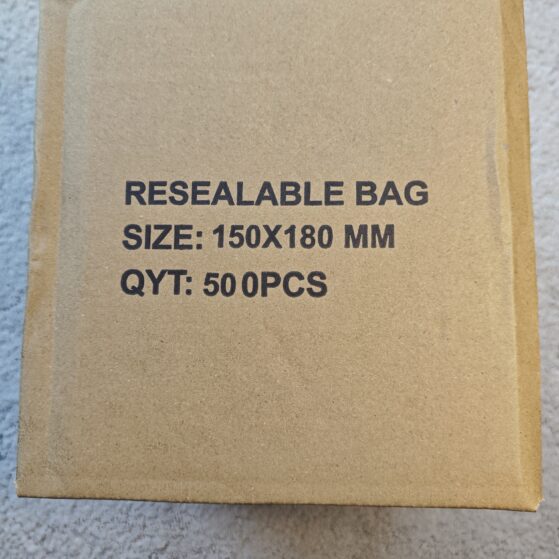 RESEALABLE BAG
SIZE: 150X180 MM
QYT: 500PCS